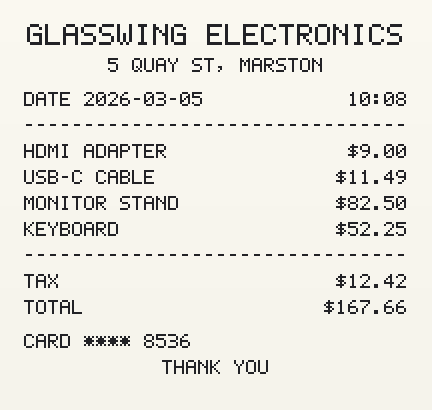 GLASSWING ELECTRONICS
5 QUAY ST, MARSTON
DATE 2026-03-05 10:08
--------------------------------
HDMI ADAPTER $9.00
USB-C CABLE $11.49
MONITOR STAND $82.50
KEYBOARD $52.25
--------------------------------
TAX $12.42
TOTAL $167.66
CARD **** 8536
THANK YOU